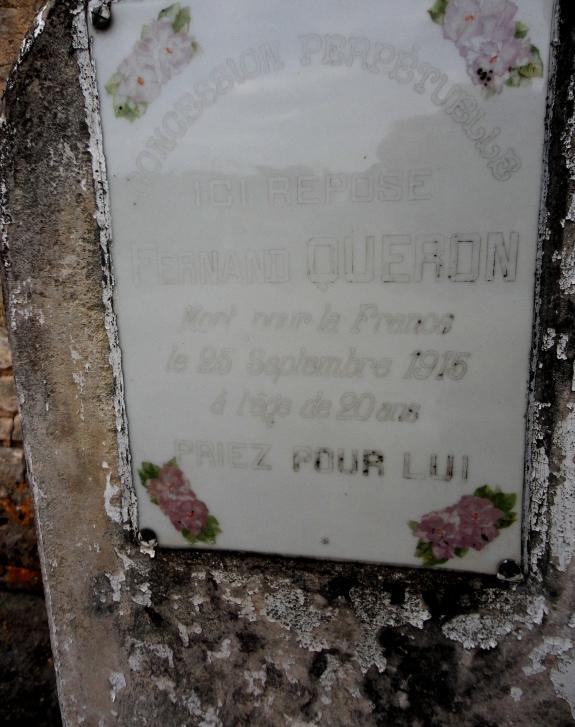 CONCESSION PERPÉTUELLE
ICI REPOSE
FERNAND QUERON
Mort pour la France
le 25 Septembre 1915
à l'âge de 20 ans
PRIEZ POUR LUI